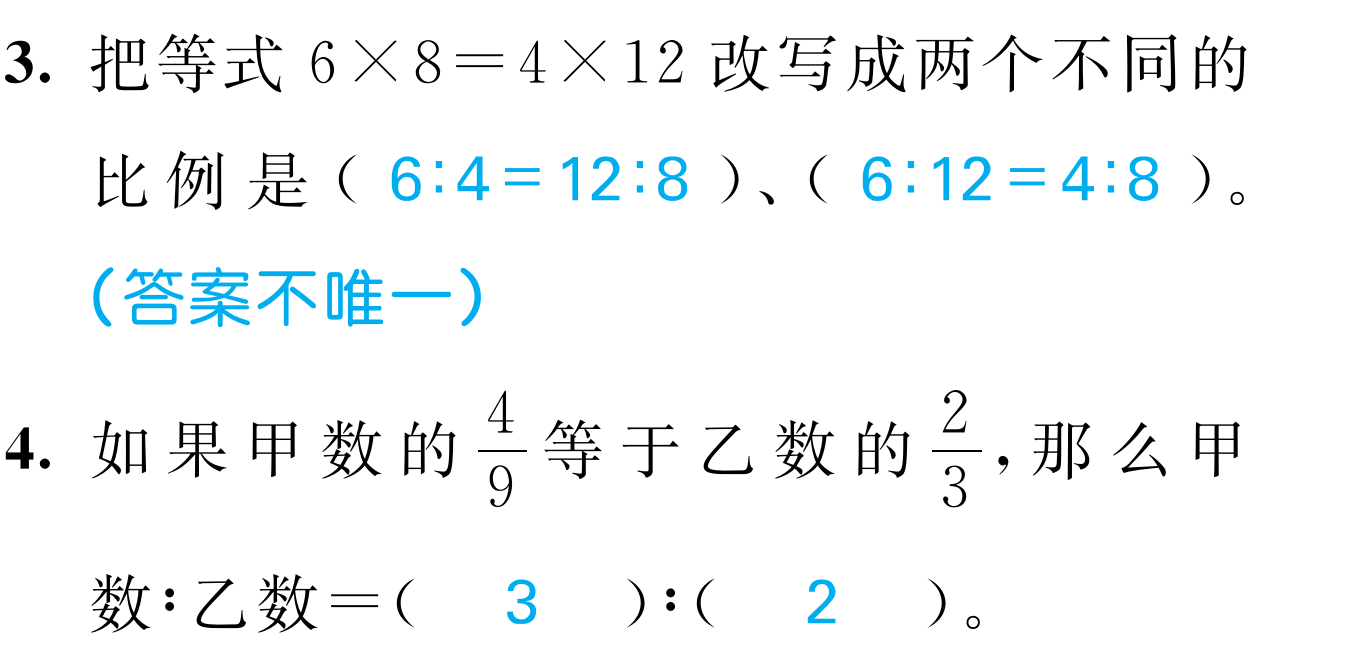 3. 把等式 6×8=4×12 改写成两个不同的
比例是( 6∶4=12∶8 )、( 6∶12=4∶8 )。
(答案不唯一)
4. 如果甲数的 4/9 等于乙数的 2/3,那么甲
数∶乙数=( 3 )∶( 2 )。